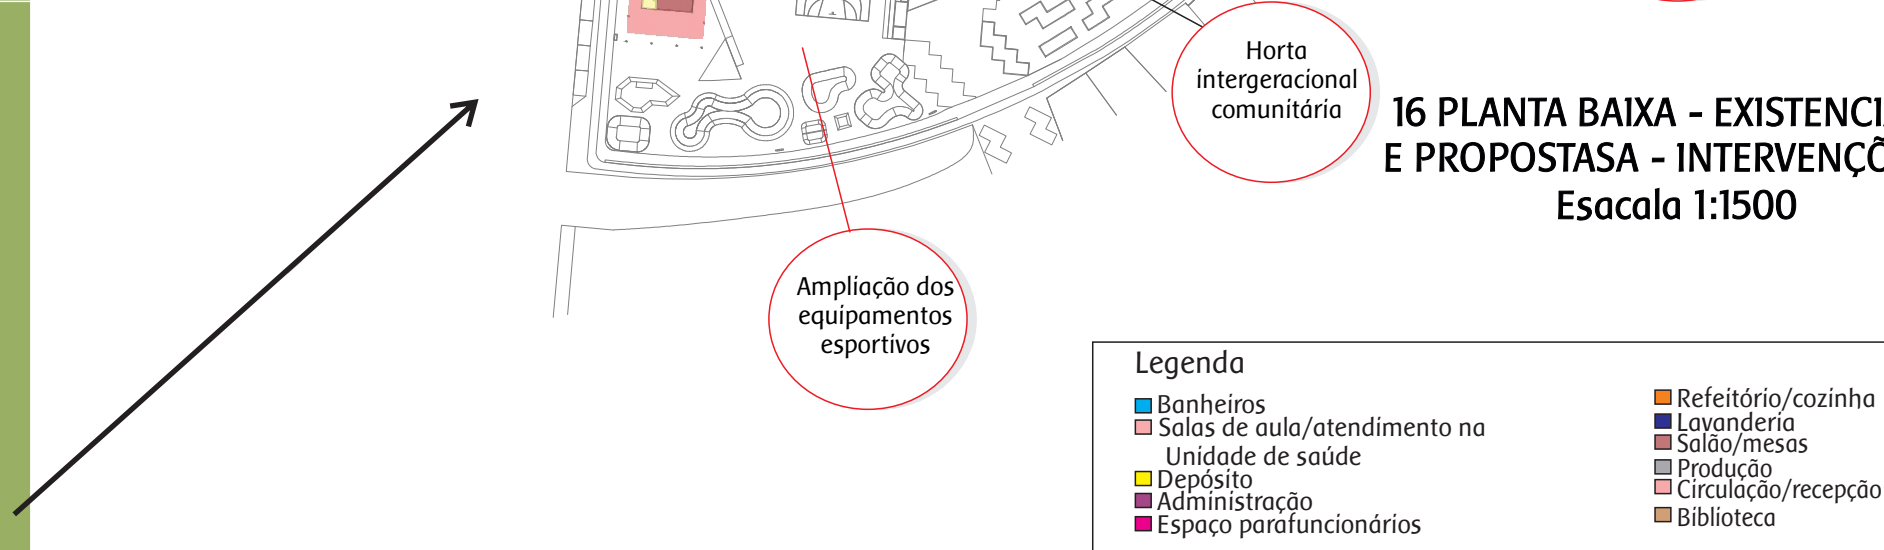 Horta
intergeracional
comunitária
16 PLANTA BAIXA - EXISTENCI
E PROPOSTASA - INTERVENÇÕ
Esacala 1:1500
Ampliação dos
equipamentos
esportivos
Legenda
Banheiros
Salas de aula/atendimento na
Unidade de saúde
Depósito
Administração
Espaço parafuncionários
Refeitório/cozinha
Lavanderia
Salão/mesas
Produção
Circulação/recepção
Biblioteca